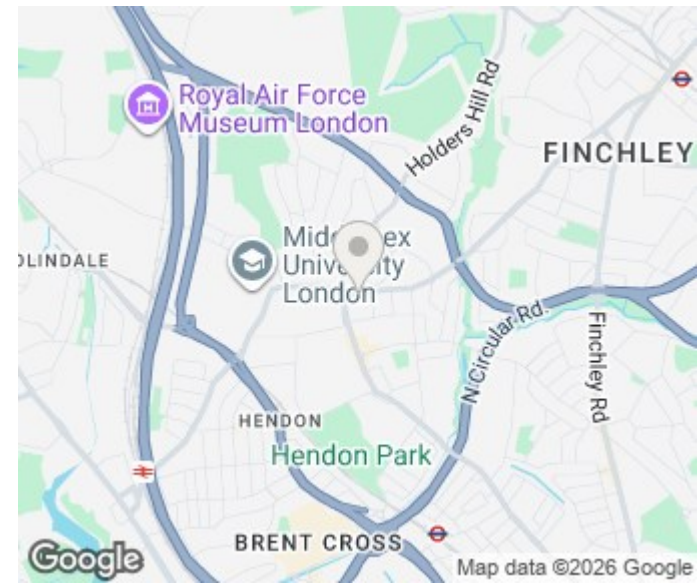 Royal Air Force
Museum London
Holders Hill Rd
FINCHLEY
OLINDALE
University
London
N Circular Rd.
Finchley Rd
HENDON
Hendon Park
BRENT CROSS
Google
Map data ©2026 Google